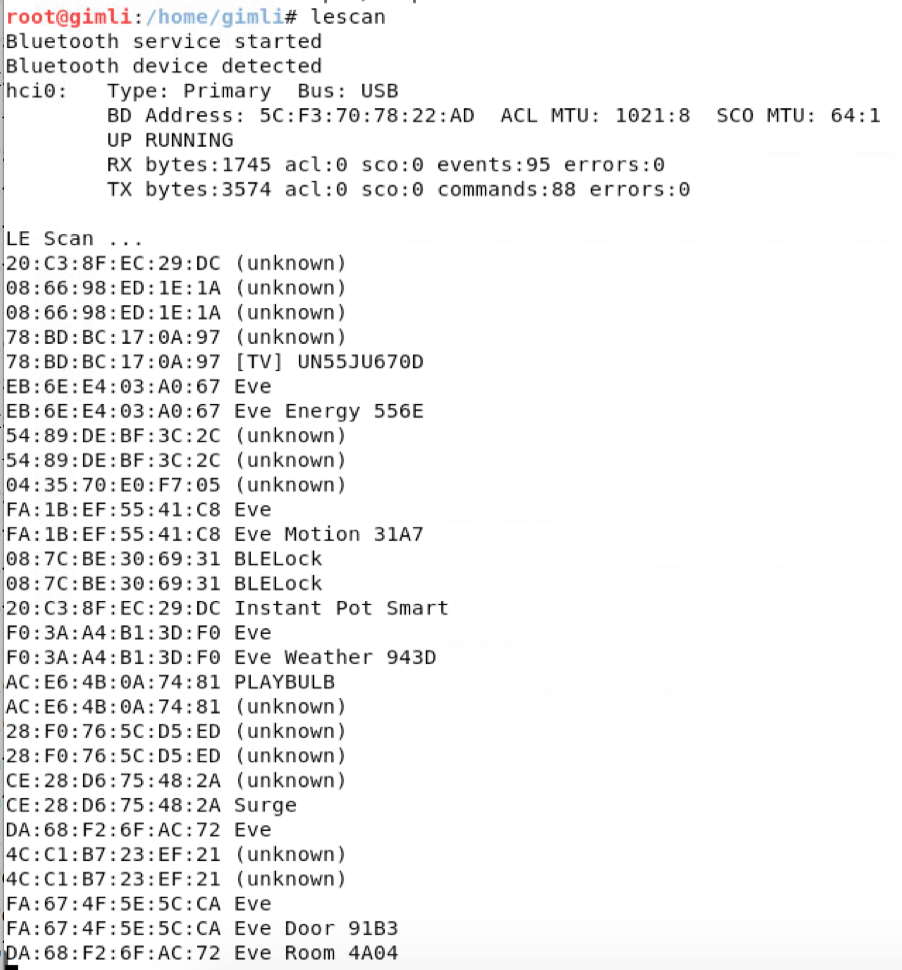 root@gimli:/home/gimli# lescan
Bluetooth service started
Bluetooth device detected
hci0:   Type: Primary  Bus: USB
        BD Address: 5C:F3:70:78:22:AD  ACL MTU: 1021:8  SCO MTU: 64:1
        UP RUNNING
        RX bytes:1745 acl:0 sco:0 events:95 errors:0
        TX bytes:3574 acl:0 sco:0 commands:88 errors:0

LE Scan ...
20:C3:8F:EC:29:DC (unknown)
08:66:98:ED:1E:1A (unknown)
08:66:98:ED:1E:1A (unknown)
78:BD:BC:17:0A:97 (unknown)
78:BD:BC:17:0A:97 [TV] UN55JU670D
EB:6E:E4:03:A0:67 Eve
EB:6E:E4:03:A0:67 Eve Energy 556E
54:89:DE:BF:3C:2C (unknown)
54:89:DE:BF:3C:2C (unknown)
04:35:70:E0:F7:05 (unknown)
FA:1B:EF:55:41:C8 Eve
FA:1B:EF:55:41:C8 Eve Motion 31A7
08:7C:BE:30:69:31 BLELock
08:7C:BE:30:69:31 BLELock
20:C3:8F:EC:29:DC Instant Pot Smart
F0:3A:A4:B1:3D:F0 Eve
F0:3A:A4:B1:3D:F0 Eve Weather 943D
AC:E6:4B:0A:74:81 PLAYBULB
AC:E6:4B:0A:74:81 (unknown)
28:F0:76:5C:D5:ED (unknown)
28:F0:76:5C:D5:ED (unknown)
CE:28:D6:75:48:2A (unknown)
CE:28:D6:75:48:2A Surge
DA:68:F2:6F:AC:72 Eve
4C:C1:B7:23:EF:21 (unknown)
4C:C1:B7:23:EF:21 (unknown)
FA:67:4F:5E:5C:CA Eve
FA:67:4F:5E:5C:CA Eve Door 91B3
DA:68:F2:6F:AC:72 Eve Room 4A04